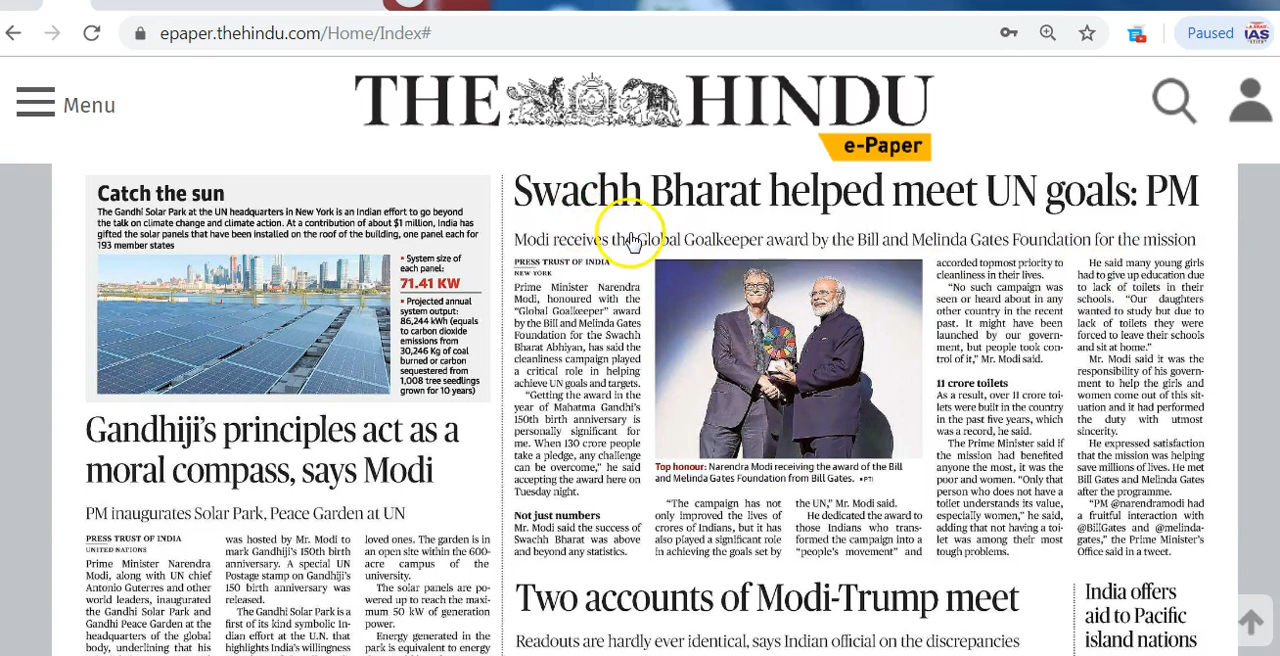 epaper.thehindu.com/Home/Index#
Paused
IAS
Menu
THE HINDU
e-Paper
Catch the sun
The Gandhi Solar Park at the UN headquarters in New York is an Indian effort to go beyond
the talk on climate change and climate action. At a contribution of about $1 million, India has
gifted the solar panels that have been installed on the roof of the building, one panel each for
193 member states
• System size of
each panel:
71.41 KW
• Projected annual
system output:
86,244 kWh (equals
to carbon dioxide
emissions from
30,246 Kg of coal
burned or carbon
sequestered from
1,008 tree seedlings
grown for 10 years)
Gandhiji's principles act as a
moral compass, says Modi
PM inaugurates Solar Park, Peace Garden at UN
PRESS TRUST OF INDIA
UNITED NATIONS
Prime Minister Narendra
Modi, along with UN chief
Antonio Guterres and other
world leaders, inaugurated
the Gandhi Solar Park and
Gandhi Peace Garden at the
headquarters of the global
body, underlining that his
was hosted by Mr. Modi to
mark Gandhiji's 150th birth
anniversary. A special UN
Postage stamp on Gandhiji's
150 birth anniversary was
released.
The Gandhi Solar Park is a
first of its kind symbolic In-
dian effort at the U.N. that
highlights India's willingness
loved ones. The garden is in
an open site within the 600-
acre campus of the
university.
The solar panels are po-
wered up to reach the maxi-
mum 50 kW of generation
power.
Energy generated in the
park is equivalent to energy
Swachh Bharat helped meet UN goals: PM
Modi receives the Global Goalkeeper award by the Bill and Melinda Gates Foundation for the mission
PRESS TRUST OF INDIA
NEW YORK
Prime Minister Narendra
Modi, honoured with the
"Global Goalkeeper" award
by the Bill and Melinda Gates
Foundation for the Swachh
Bharat Abhiyan, has said the
cleanliness campaign played
a critical role in helping
achieve UN goals and targets.
"Getting the award in the
year of Mahatma Gandhi's
150th birth anniversary is
personally significant for
me. When 130 crore people
take a pledge, any challenge
can be overcome," he said
accepting the award here on
Tuesday night.
Not just numbers
Mr. Modi said the success of
Swachh Bharat was above
and beyond any statistics.
Top honour: Narendra Modi receiving the award of the Bill
and Melinda Gates Foundation from Bill Gates. • PTI
"The campaign has not
only improved the lives of
crores of Indians, but it has
also played a significant role
in achieving the goals set by
the UN," Mr. Modi said.
He dedicated the award to
those Indians who trans-
formed the campaign into a
"people's movement" and
accorded topmost priority to
cleanliness in their lives.
"No such campaign was
seen or heard about in any
other country in the recent
past. It might have been
launched by our govern-
ment, but people took con-
trol of it," Mr. Modi said.
11 crore toilets
As a result, over 11 crore toi-
lets were built in the country
in the past five years, which
was a record, he said.
The Prime Minister said if
the mission had benefited
anyone the most, it was the
poor and women. "Only that
person who does not have a
toilet understands its value,
especially women," he said,
adding that not having a toi-
let was among their most
tough problems.
He said many young girls
had to give up education due
to lack of toilets in their
schools. "Our daughters
wanted to study but due to
lack of toilets they were
forced to leave their schools
and sit at home."
Mr. Modi said it was the
responsibility of his govern-
ment to help the girls and
women come out of this sit-
uation and it had performed
the duty with utmost
sincerity.
He expressed satisfaction
that the mission was helping
save millions of lives. He met
Bill Gates and Melinda Gates
after the programme.
"PM @narendramodi had
a fruitful interaction with
@BillGates and @melinda-
gates," the Prime Minister's
Office said in a tweet.
Two accounts of Modi-Trump meet
Readouts are hardly ever identical, says Indian official on the discrepancies
India offers
aid to Pacific
island nations